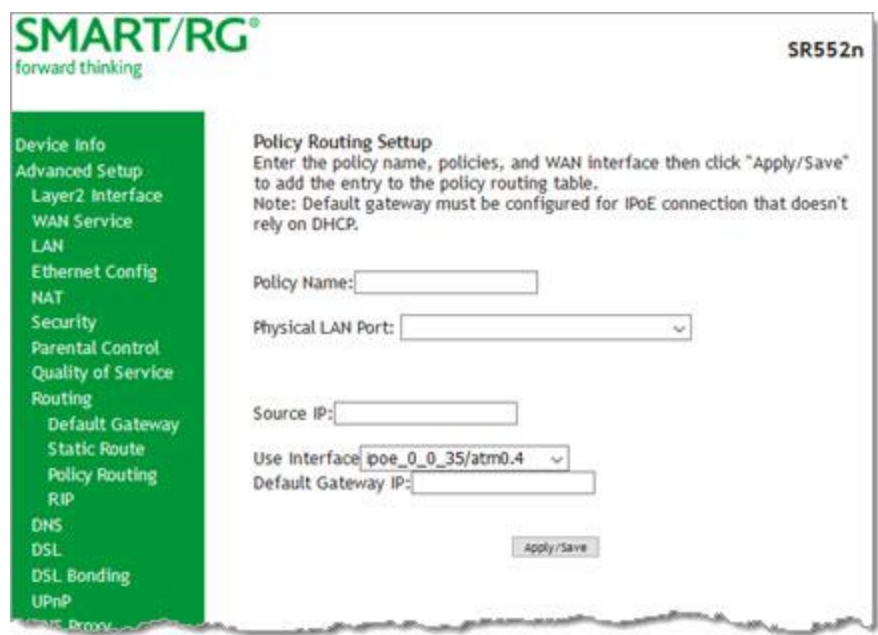 SMART/RG®
forward thinking
SR552n
Device Info
Advanced Setup
Layer2 Interface
WAN Service
LAN
Ethernet Config
NAT
Security
Parental Control
Quality of Service
Routing
Default Gateway
Static Route
Policy Routing
RIP
DNS
DSL
DSL Bonding
UPnP
Proxy
Policy Routing Settup
Enter the policy name, policies, and WAN interface then click "Apply/Save"
to add the entry to the policy routing table.
Note: Default gateway must be configured for IPoE connection that doesn't
rely on DHCP.
Policy Name:
Physical LAN Port:
Source IP:
Use Interface ipoe_0_0_35/atm0.4
Default Gateway IP:
Apply/Save